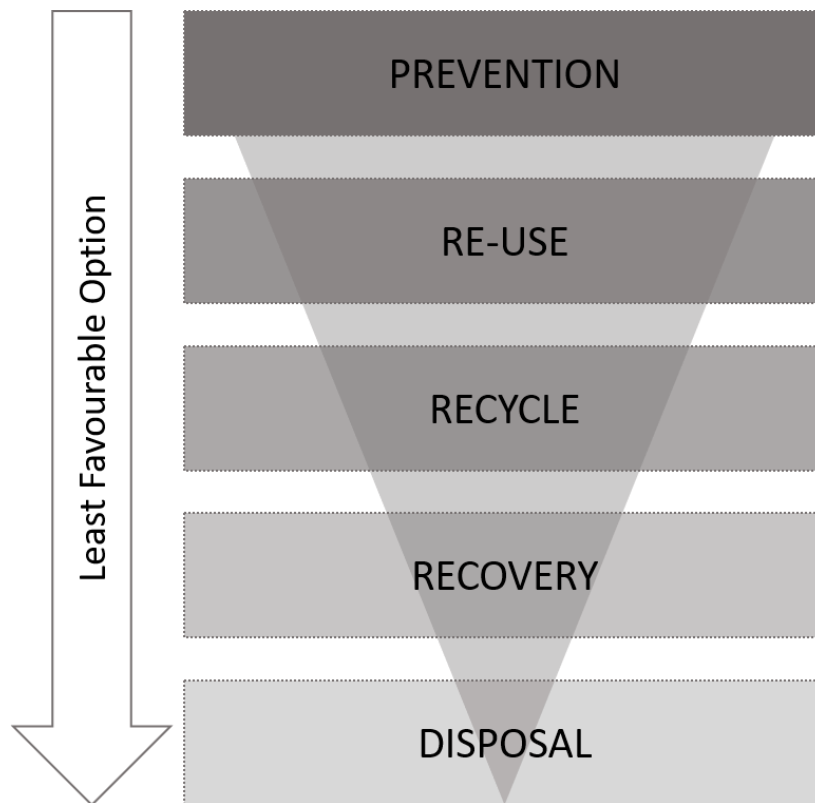 PREVENTION
RE-USE
RECYCLE
RECOVERY
DISPOSAL
Least Favourable Option